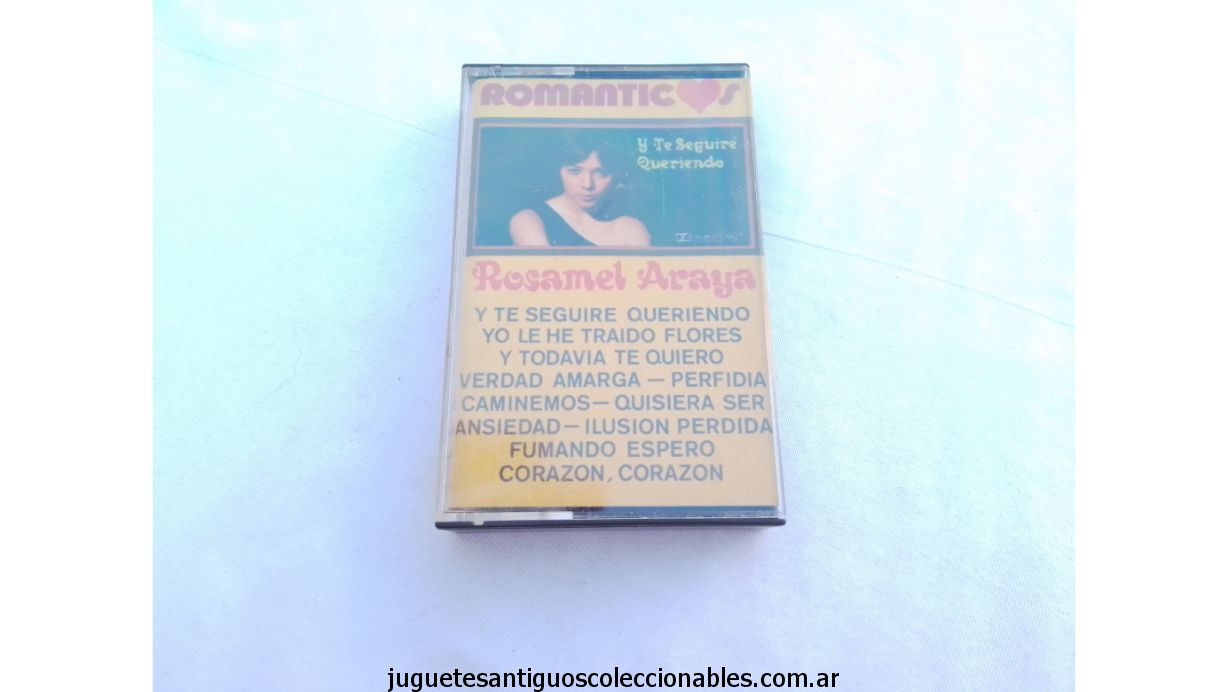 ROMANTIC♥S
Y Te Seguire
Queriendo
Rosamel Araya
Y TE SEGUIRE QUERIENDO
YO LE HE TRAIDO FLORES
Y TODAVIA TE QUIERO
VERDAD AMARGA — PERFIDIA
CAMINEMOS — QUISIERA SER
ANSIEDAD — ILUSION PERDIDA
FUMANDO ESPERO
CORAZON, CORAZON
juguetesantiguoscoleccionables.com.ar